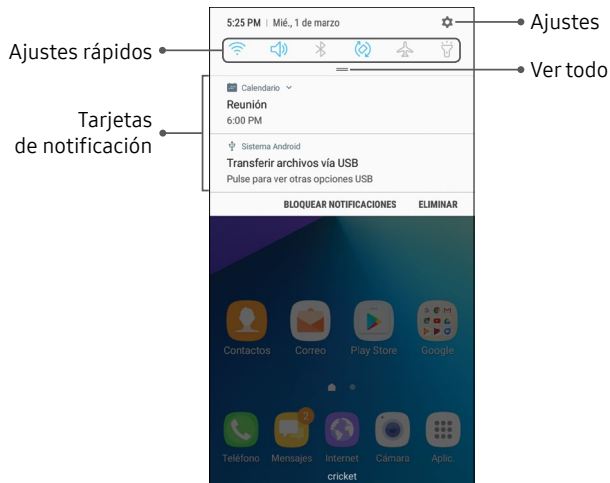 5:25 PM | Mié., 1 de marzo
Ajustes
Ajustes rápidos
Ver todo
Calendario
Reunión
6:00 PM
Tarjetas
de notificación
Sistema Android
Transferir archivos vía USB
Pulse para ver otras opciones USB
BLOQUEAR NOTIFICACIONES ELIMINAR
Contactos Correo Play Store Google
2
Teléfono Mensajes Internet Cámara Aplic.
cricket